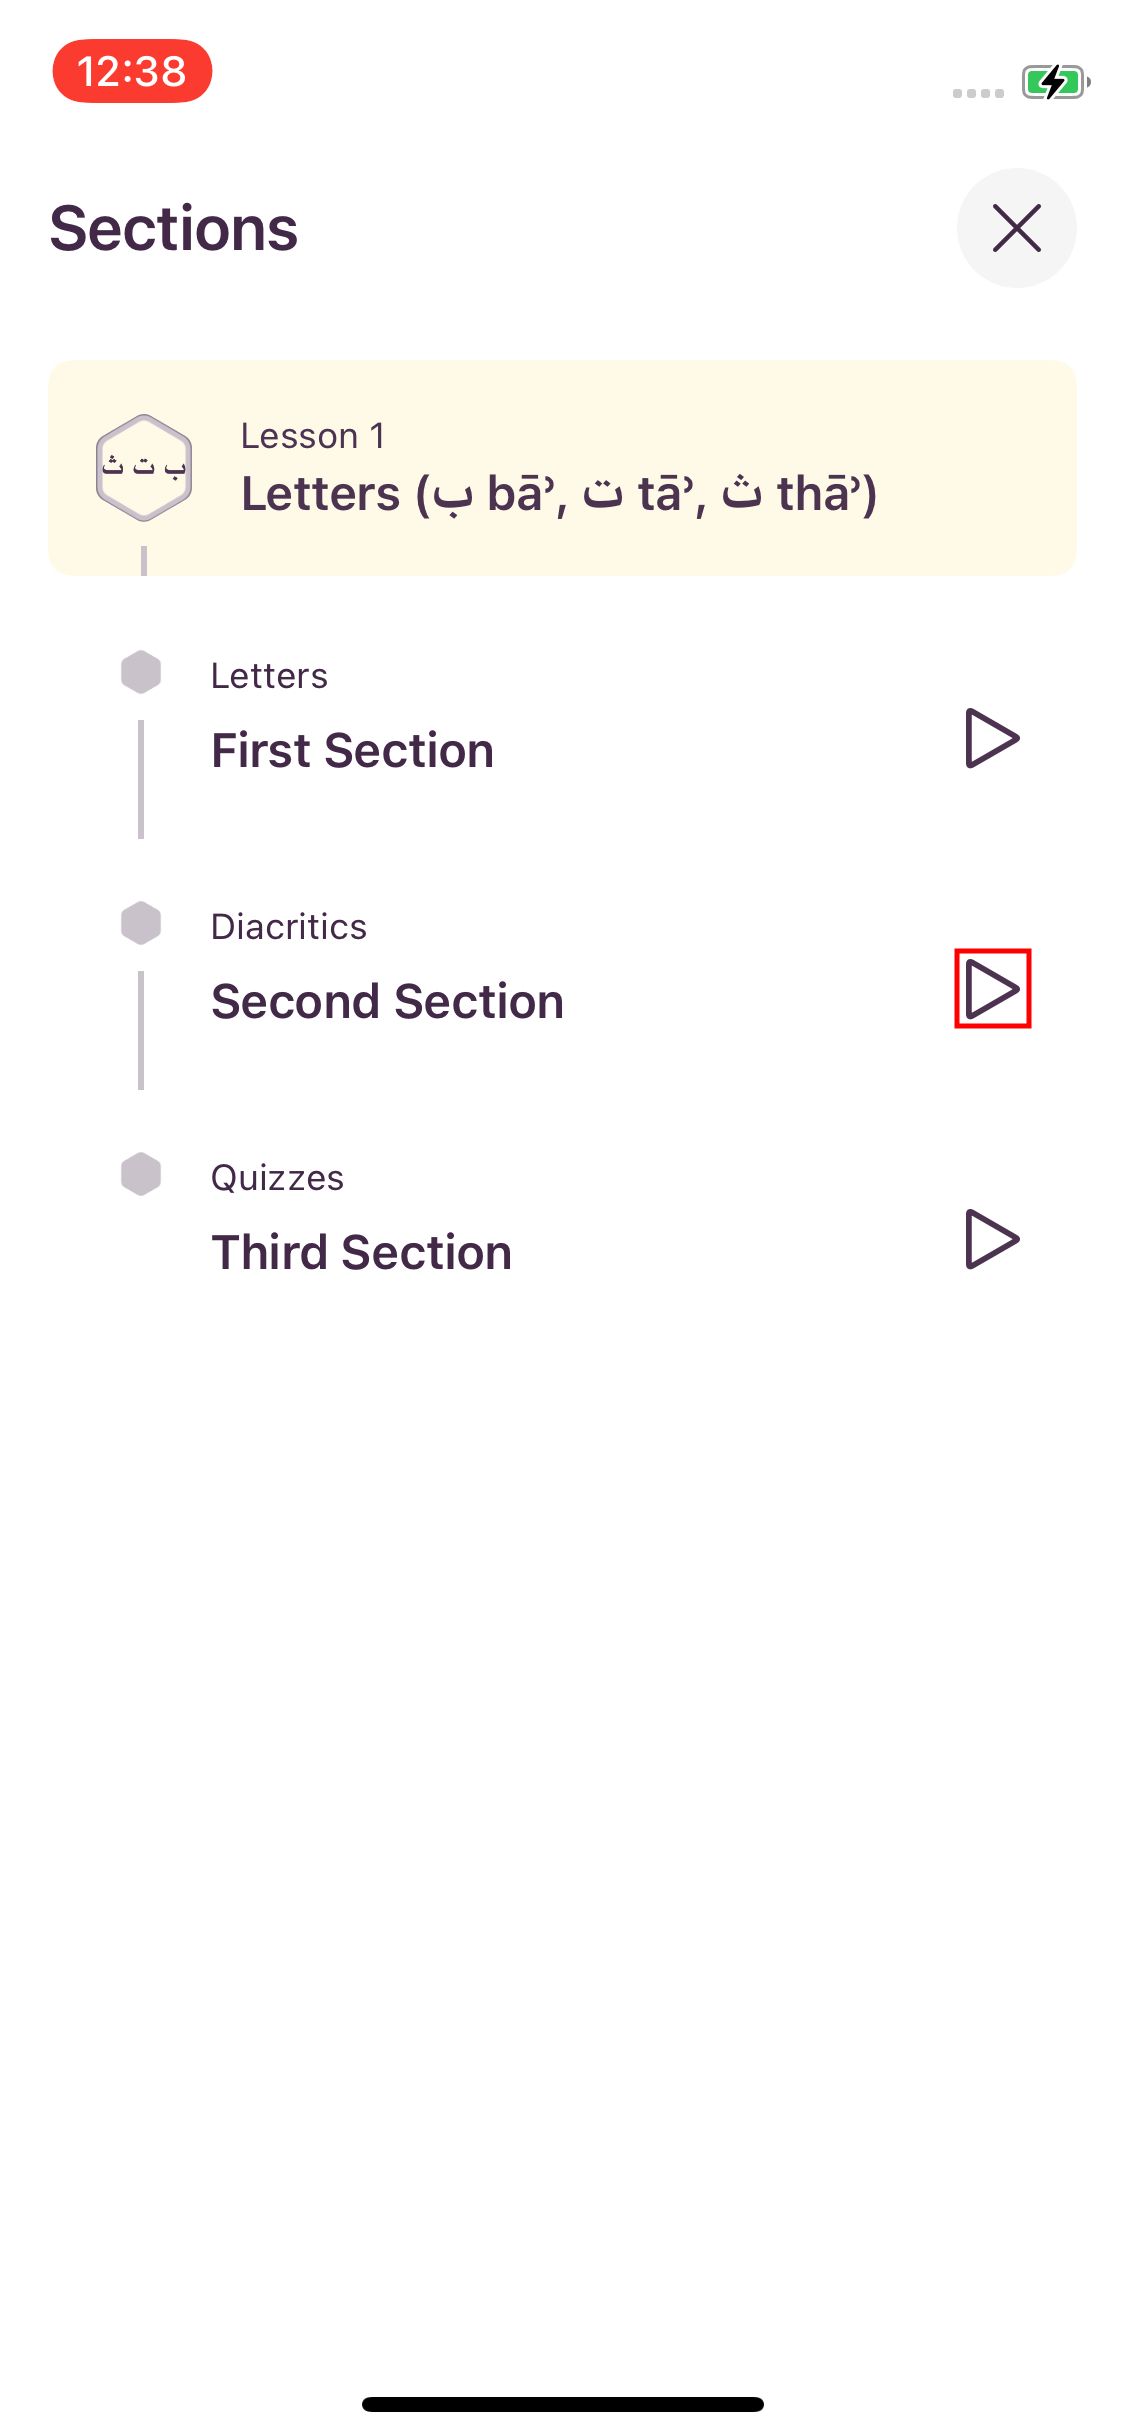 12:38
Sections
ب ت ث
Lesson 1
Letters (ب bāʾ, ت tāʾ, ث thāʾ)
Letters
First Section
Diacritics
Second Section
Quizzes
Third Section